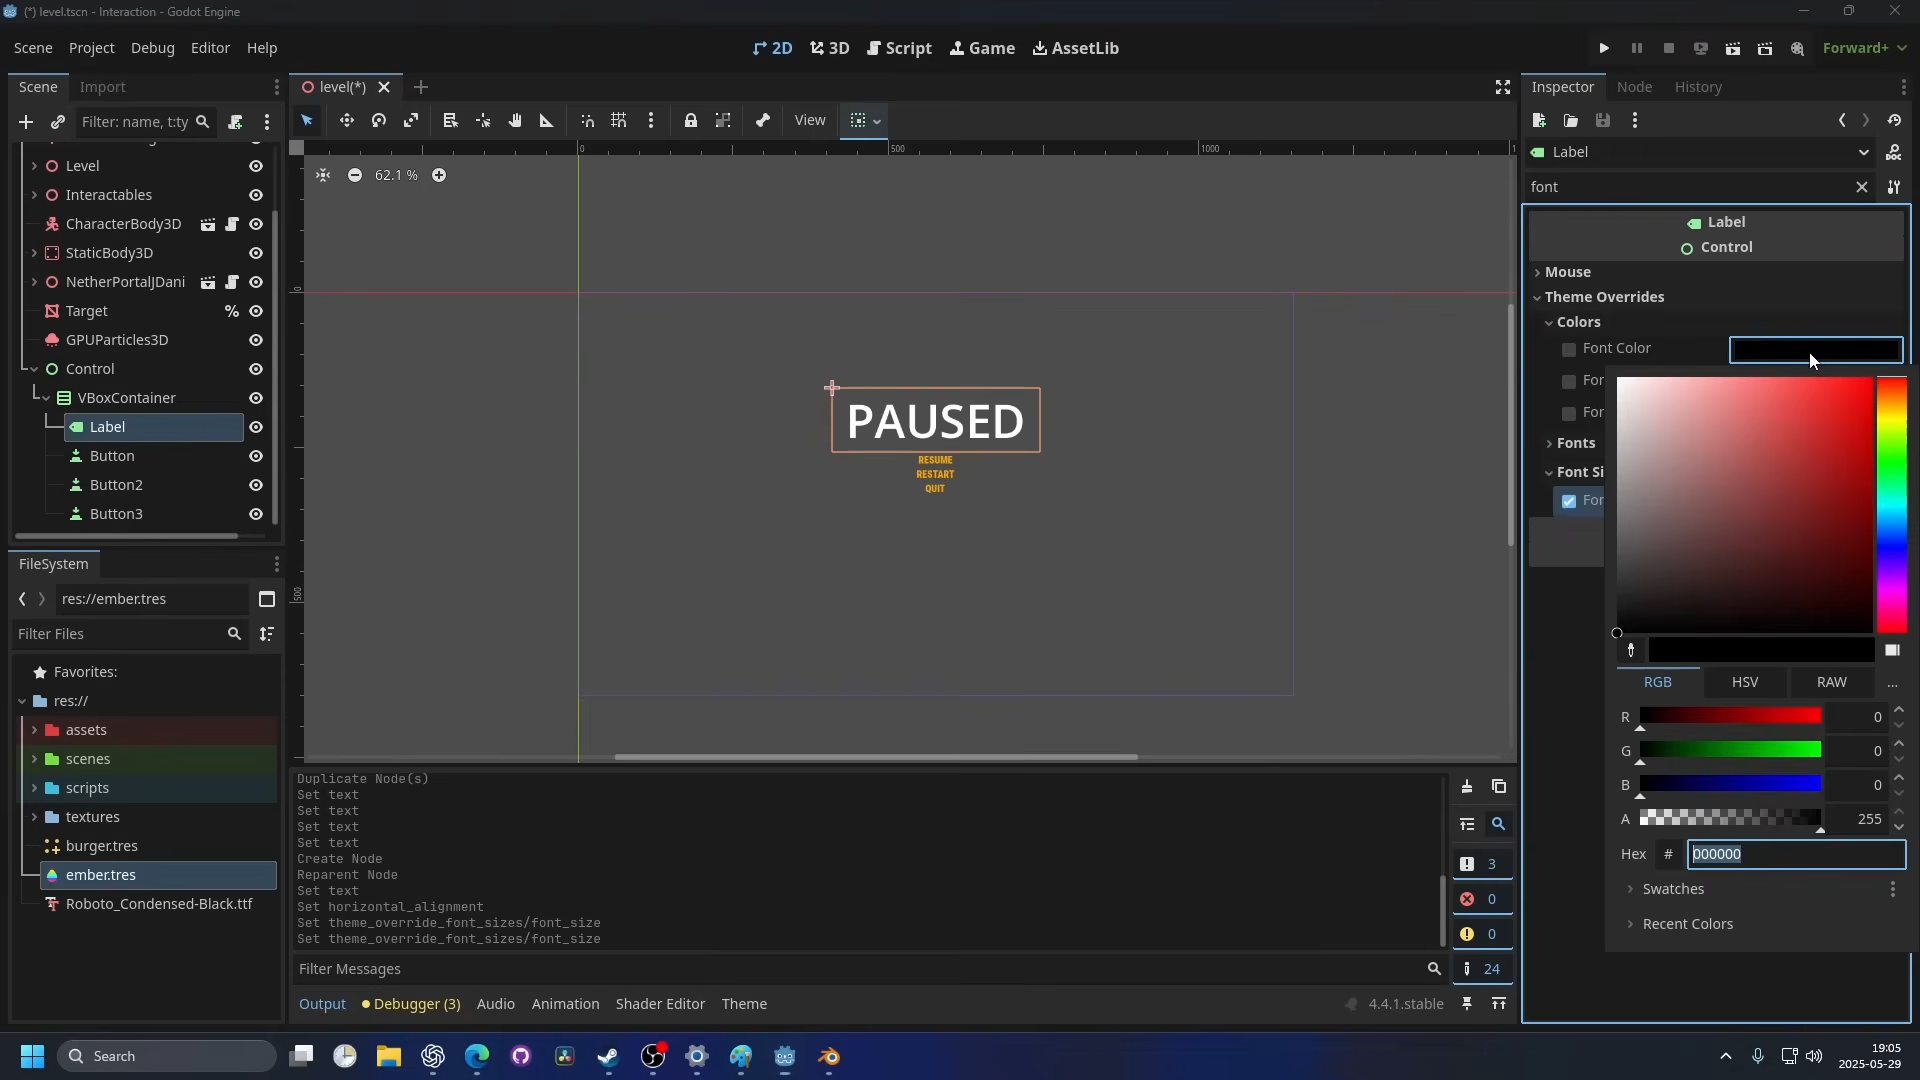 (*) level.tscn - Interaction - Godot Engine
Scene Project Debug Editor Help
2D 3D Script Game AssetLib
Forward+
Scene Import
level(*)
Inspector Node History
Filter: name, t:ty
View
Label
62.1 %
0 500 1000
0
500
font
Level
Interactables
CharacterBody3D
StaticBody3D
NetherPortalJDani
Target %
GPUParticles3D
Control
VBoxContainer
Label
Button
Button2
Button3
PAUSED
RESUME
RESTART
QUIT
Label
Control
Mouse
Theme Overrides
Colors
Font Color
For
For
Fonts
Font Si
For
RGB HSV RAW ...
R 0
G 0
B 0
A 255
Hex # 000000
Swatches
Recent Colors
FileSystem
res://ember.tres
Filter Files
Favorites:
res://
assets
scenes
scripts
textures
burger.tres
ember.tres
Roboto_Condensed-Black.ttf
Duplicate Node(s)
Set text
Set text
Set text
Set text
Create Node
Reparent Node
Set text
Set horizontal_alignment
Set theme_override_font_sizes/font_size
Set theme_override_font_sizes/font_size
3
0
0
24
Filter Messages
Output Debugger (3) Audio Animation Shader Editor Theme
4.4.1.stable
Search
19:05
2025-05-29